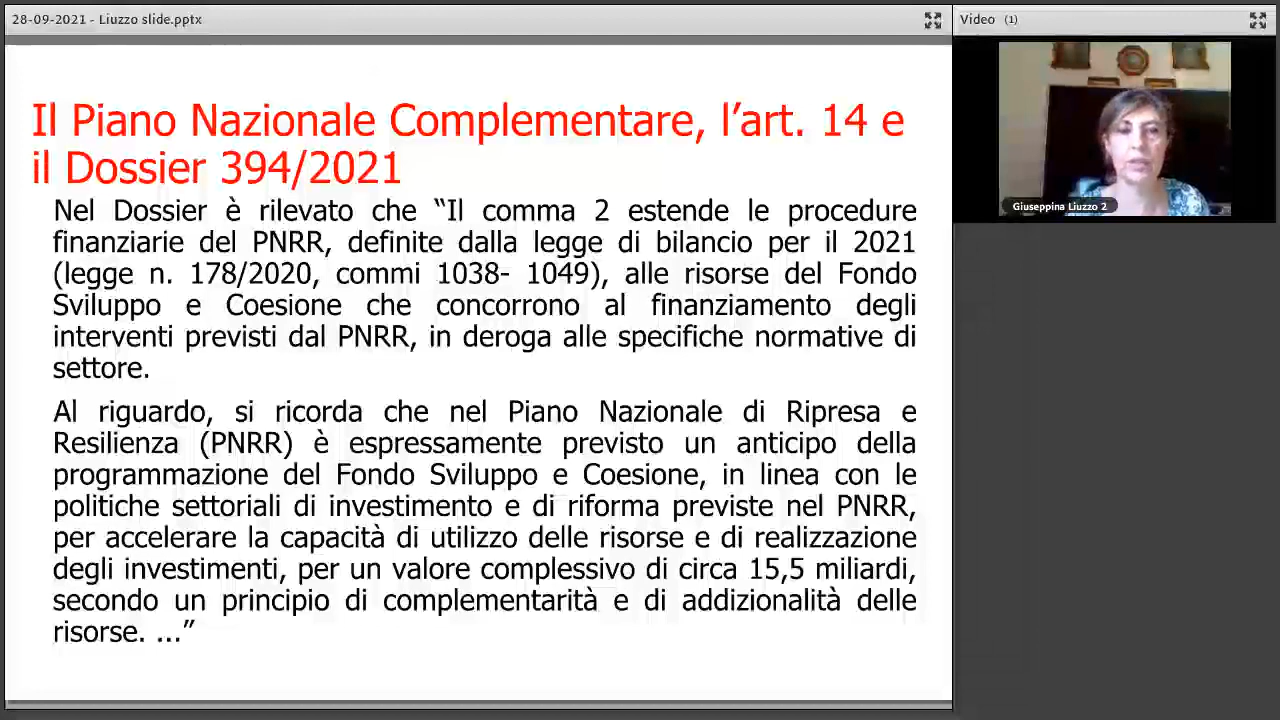 28-09-2021 - Liuzzo slide.pptx
Video (1)
Il Piano Nazionale Complementare, l’art. 14 e
il Dossier 394/2021
Nel Dossier è rilevato che “Il comma 2 estende le procedure
finanziarie del PNRR, definite dalla legge di bilancio per il 2021
(legge n. 178/2020, commi 1038- 1049), alle risorse del Fondo
Sviluppo e Coesione che concorrono al finanziamento degli
interventi previsti dal PNRR, in deroga alle specifiche normative di
settore.
Al riguardo, si ricorda che nel Piano Nazionale di Ripresa e
Resilienza (PNRR) è espressamente previsto un anticipo della
programmazione del Fondo Sviluppo e Coesione, in linea con le
politiche settoriali di investimento e di riforma previste nel PNRR,
per accelerare la capacità di utilizzo delle risorse e di realizzazione
degli investimenti, per un valore complessivo di circa 15,5 miliardi,
secondo un principio di complementarità e di addizionalità delle
risorse. ...”
Giuseppina Liuzzo 2